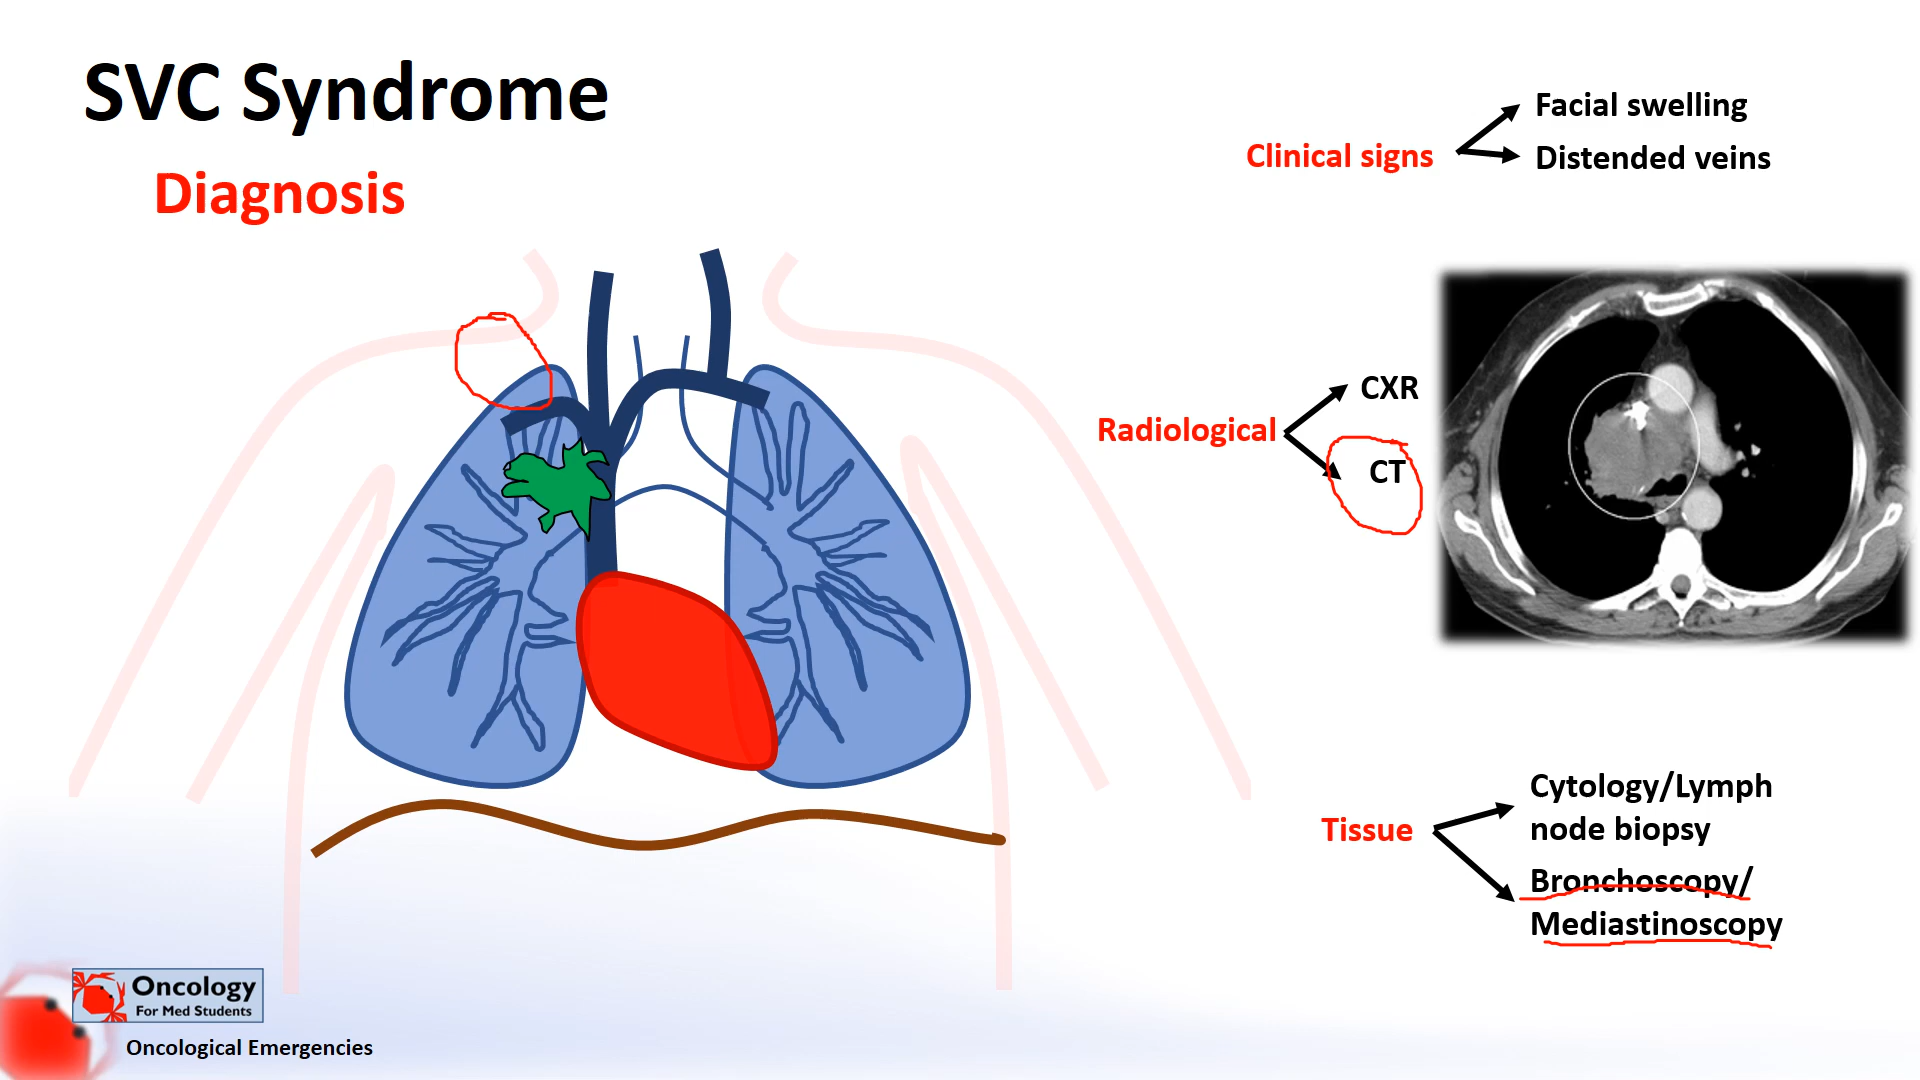 SVC Syndrome
Diagnosis
Clinical signs
Facial swelling
Distended veins
Radiological
CXR
CT
Tissue
Cytology/Lymph
node biopsy
Bronchoscopy/
Mediastinoscopy
Oncology
For Med Students
Oncological Emergencies